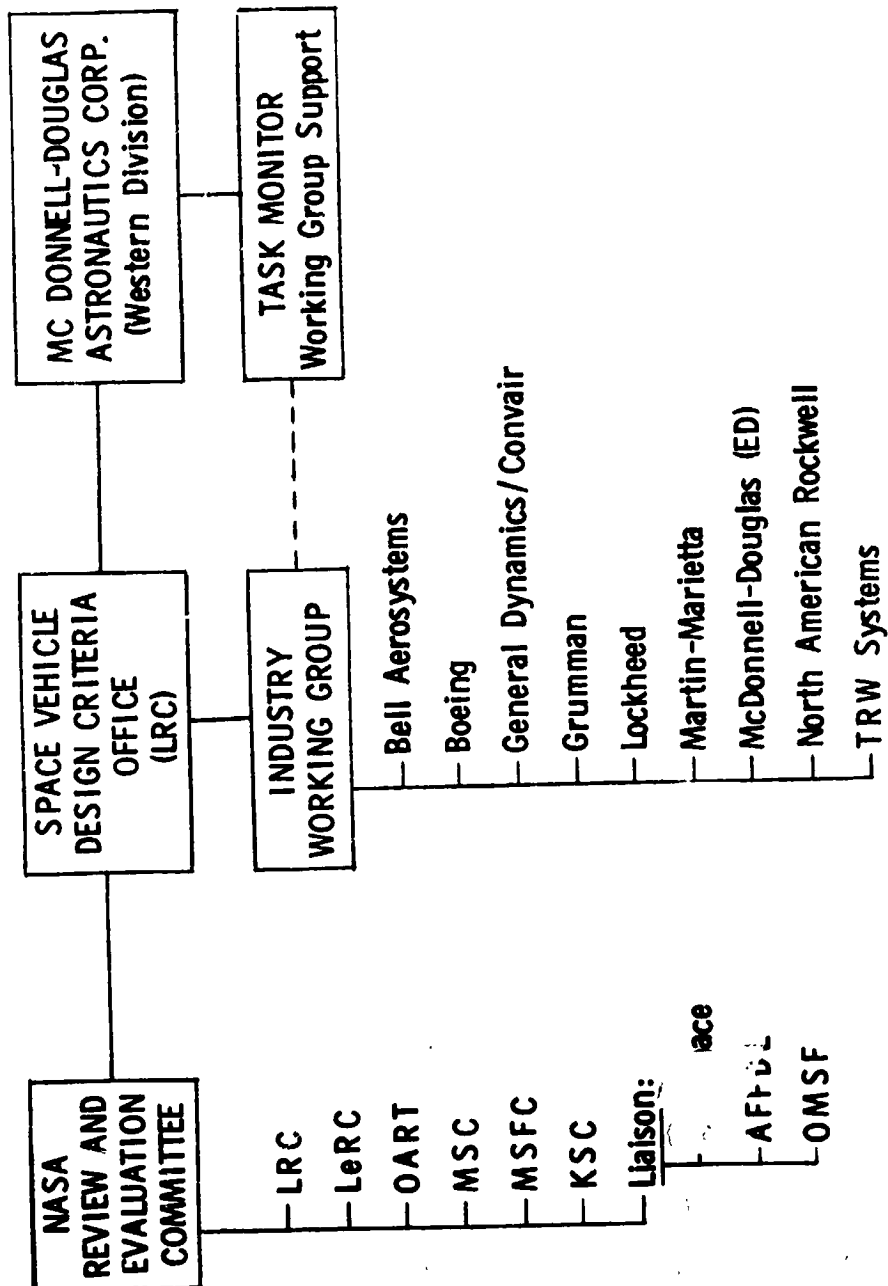 NASA
REVIEW AND
EVALUATION
COMMITTEE
LRC
LeRC
OART
MSC
MSFC
KSC
Liaison:
OMSF
SPACE VEHICLE
DESIGN CRITERIA
OFFICE
(LRC)
INDUSTRY
WORKING GROUP
Bell Aerosystems
Boeing
General Dynamics/Convair
Grumman
Lockheed
Martin-Marietta
McDonnell-Douglas (ED)
North American Rockwell
TRW Systems
MC DONNELL-DOUGLAS
ASTRONAUTICS CORP.
(Western Division)
TASK MONITOR
Working Group Support